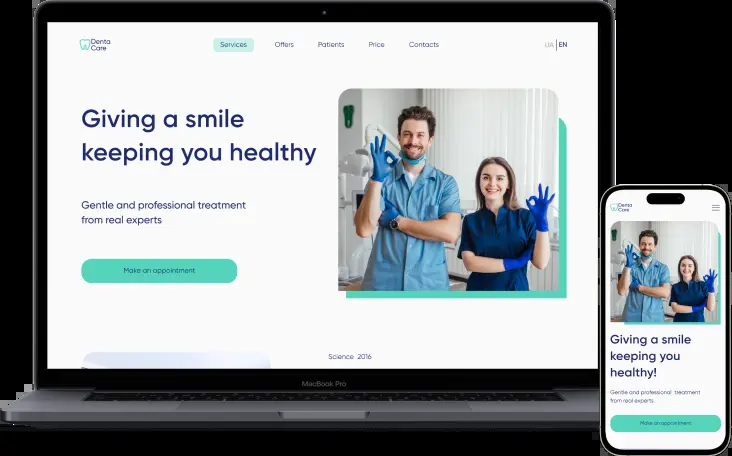 Denta
Care
Services
Offers
Patients
Price
Contacts
UA
EN
Giving a smile
keeping you healthy
Gentle and professional treatment
from real experts
Make an appointment
Science 2016
MacBook Pro
Denta
Care
Giving a smile
keeping you
healthy!
Gentle and professional treatment
from real experts
Make an appointment